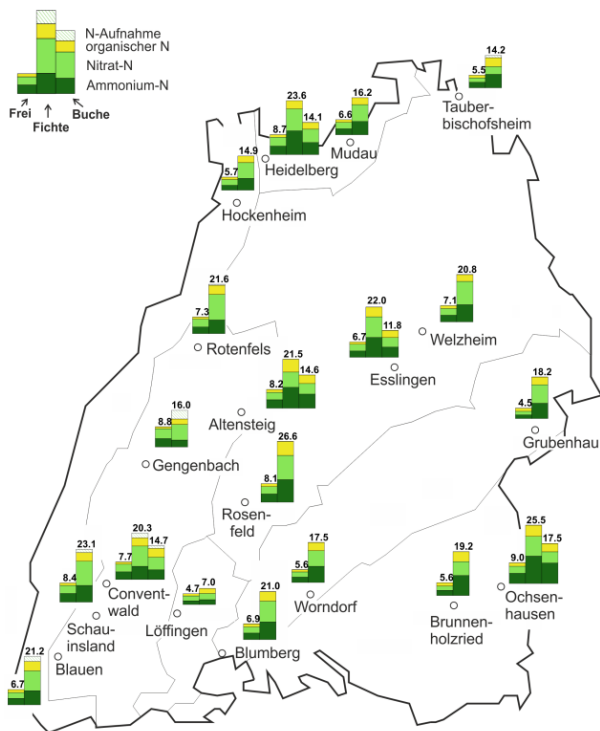 N-Aufnahme
organischer N
Nitrat-N
Ammonium-N
Frei
Fichte
Buche
5.5 14.2
Tauber-
bischofsheim
6.6 16.2
Mudau
8.7 23.6 14.1
Heidelberg
5.7 14.9
Hockenheim
7.3 21.6
Rotenfels
7.1 20.8
Welzheim
6.7 22.0 11.8
Esslingen
8.2 21.5 14.6
Altensteig
4.5 18.2
Grubenhau
8.8 16.0
Gengenbach
8.1 26.6
Rosen-
feld
7.7 20.3 14.7
Convent-
wald
8.4 23.1
Schau-
insland
4.7 7.0
Löffingen
5.6 17.5
Worndorf
6.9 21.0
Blumberg
5.6 19.2
Brunnen-
holzried
9.0 25.5 17.5
Ochsen-
hausen
6.7 21.2
Blauen